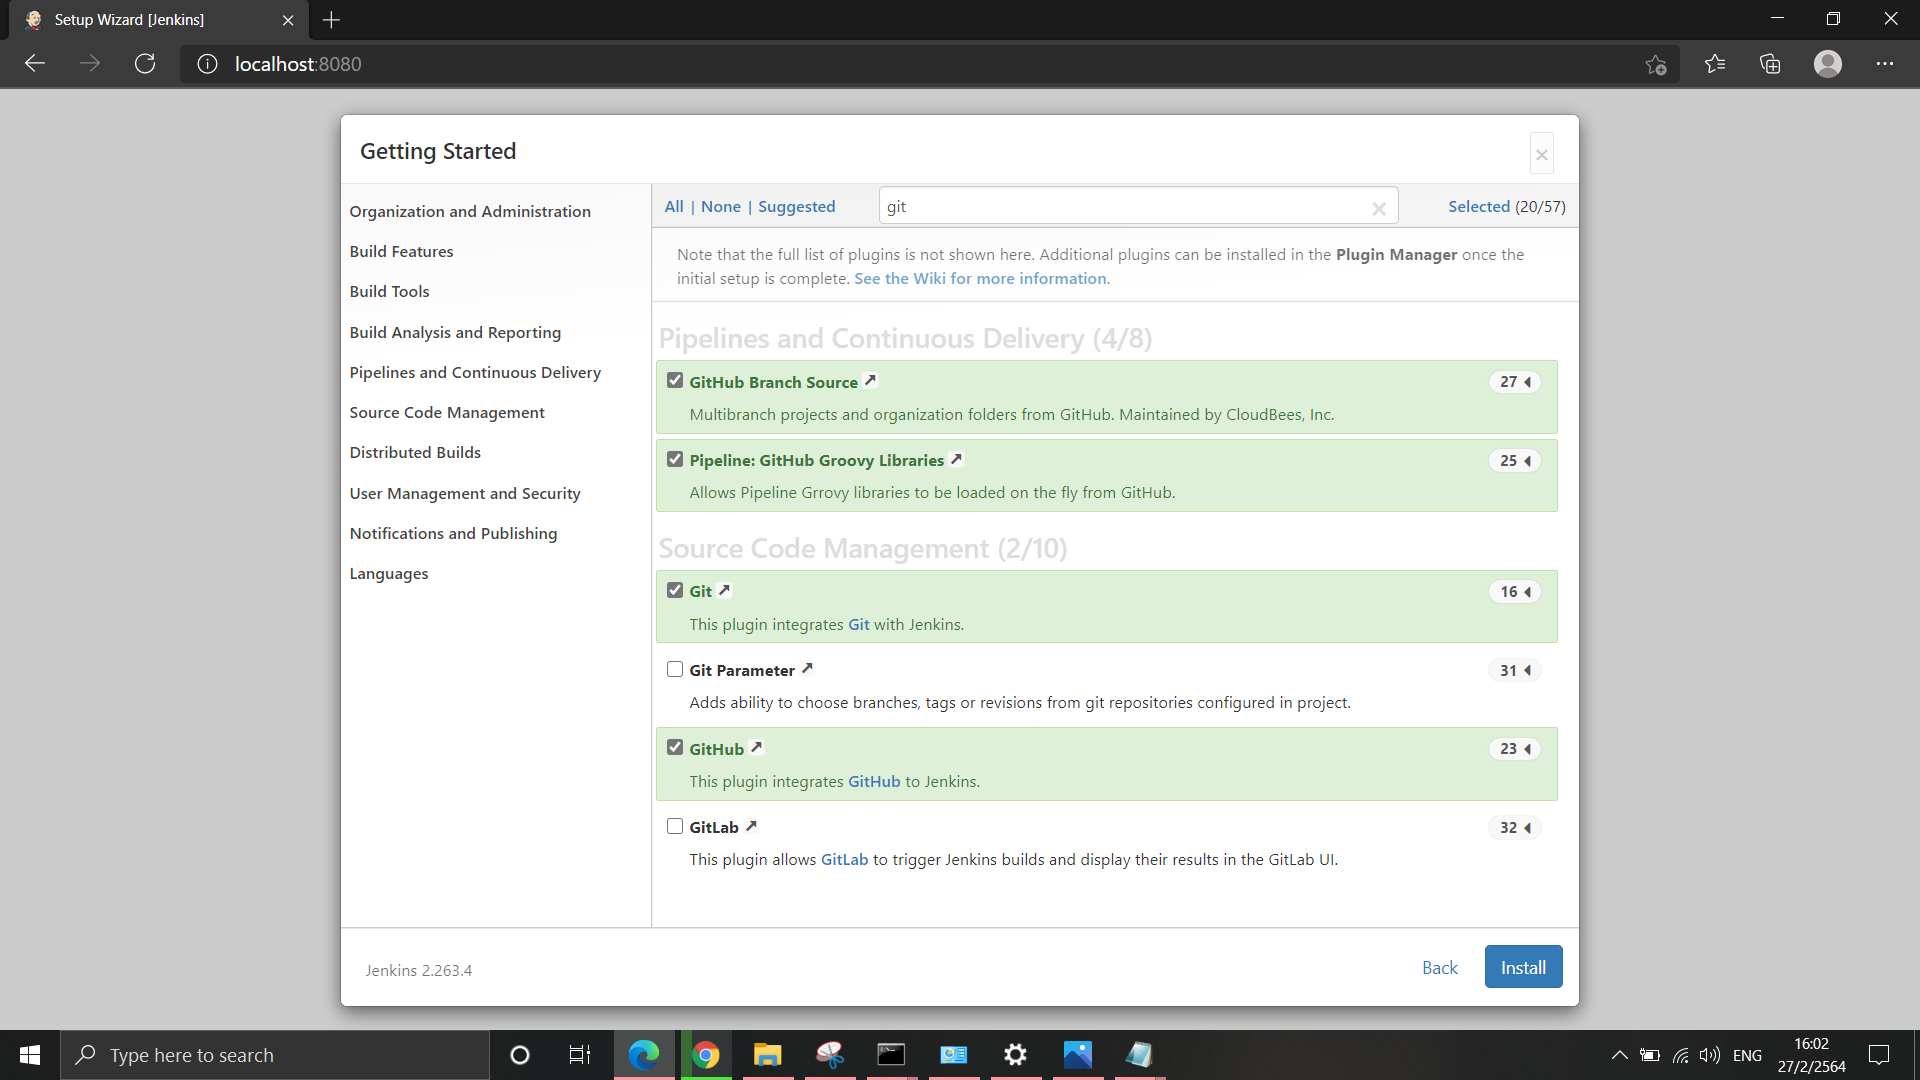 Setup Wizard [Jenkins]
localhost:8080
Getting Started
Organization and Administration
Build Features
Build Tools
Build Analysis and Reporting
Pipelines and Continuous Delivery
Source Code Management
Distributed Builds
User Management and Security
Notifications and Publishing
Languages
All | None | Suggested
git
Selected (20/57)
Note that the full list of plugins is not shown here. Additional plugins can be installed in the Plugin Manager once the
initial setup is complete. See the Wiki for more information.
Pipelines and Continuous Delivery (4/8)
GitHub Branch Source
27
Multibranch projects and organization folders from GitHub. Maintained by CloudBees, Inc.
Pipeline: GitHub Groovy Libraries
25
Allows Pipeline Grrovy libraries to be loaded on the fly from GitHub.
Source Code Management (2/10)
Git
16
This plugin integrates Git with Jenkins.
Git Parameter
31
Adds ability to choose branches, tags or revisions from git repositories configured in project.
GitHub
23
This plugin integrates GitHub to Jenkins.
GitLab
32
This plugin allows GitLab to trigger Jenkins builds and display their results in the GitLab UI.
Jenkins 2.263.4
Back
Install
Type here to search
ENG
16:02
27/2/2564